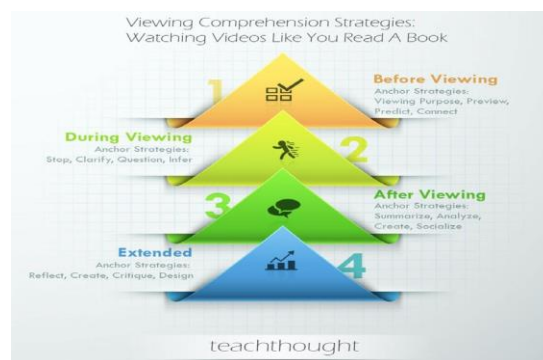 Viewing Comprehension Strategies:
Watching Videos Like You Read A Book
1
Before Viewing
Anchor Strategies:
Viewing Purpose, Preview,
Predict, Connect
During Viewing
Anchor Strategies:
Stop, Clarify, Question, Infer
2
3
After Viewing
Anchor Strategies:
Summarize, Analyze,
Create, Socialize
Extended
Anchor Strategies:
Reflect, Create, Critique, Design
4
teachthought